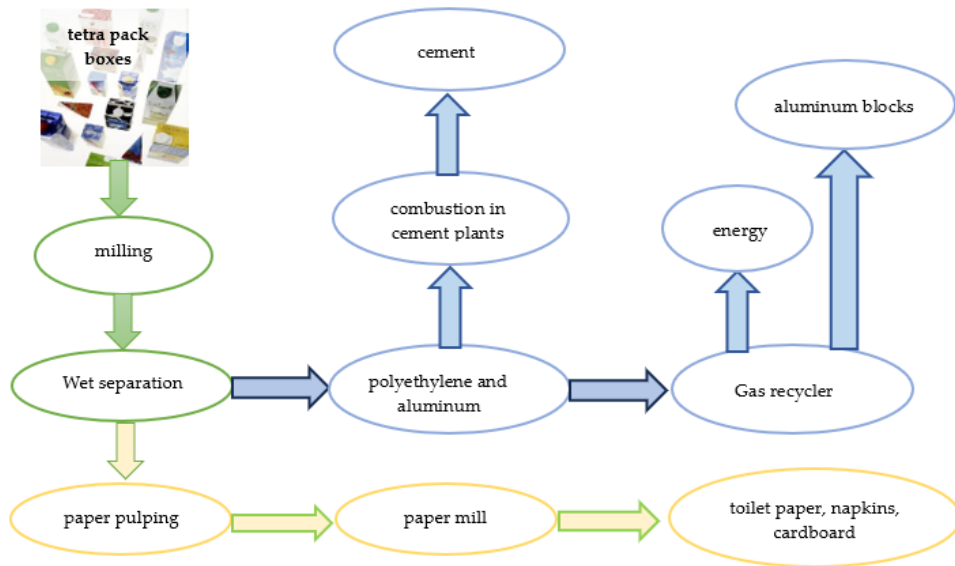 tetra pack
boxes
cement
aluminum blocks
combustion in
cement plants
energy
milling
Wet separation
polyethylene and
aluminum
Gas recycler
paper pulping
paper mill
toilet paper, napkins,
cardboard